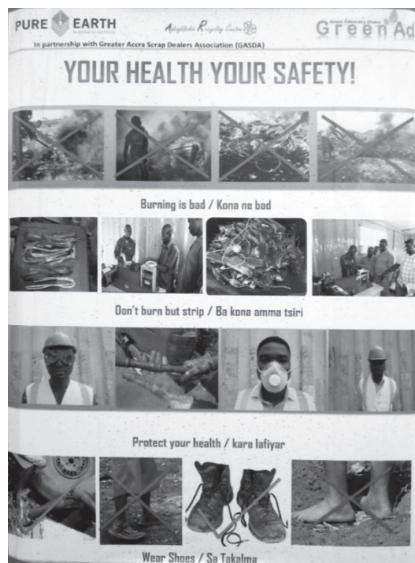 PURE EARTH
Agbogbloshie Recycling Centre
Green Ad
In partnership with Greater Accra Scrap Dealers Association (GASDA)
YOUR HEALTH YOUR SAFETY!
Burning is bad / Kona ne bad
Don't burn but strip / Ba kona amma tsiri
Protect your health / kare lafiyar
Wear Shoes / Sa Takalma